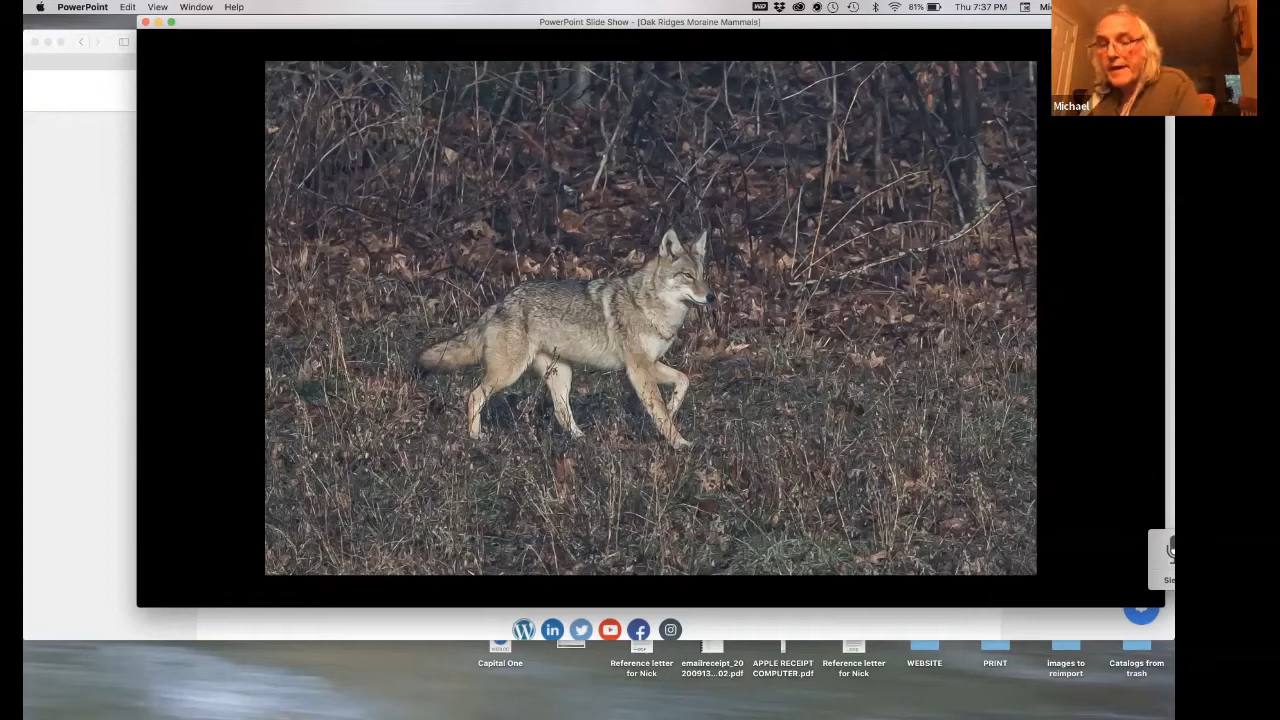 PowerPoint Edit View Window Help
81% Thu 7:37 PM
PowerPoint Slide Show - [Oak Ridges Moraine Mammals]
Michael
Capital One
Reference letter
for Nick
emailreceipt_20
200913....02.pdf
APPLE RECEIPT
COMPUTER.pdf
Reference letter
for Nick
WEBSITE
PRINT
images to
reimport
Catalogs from
trash